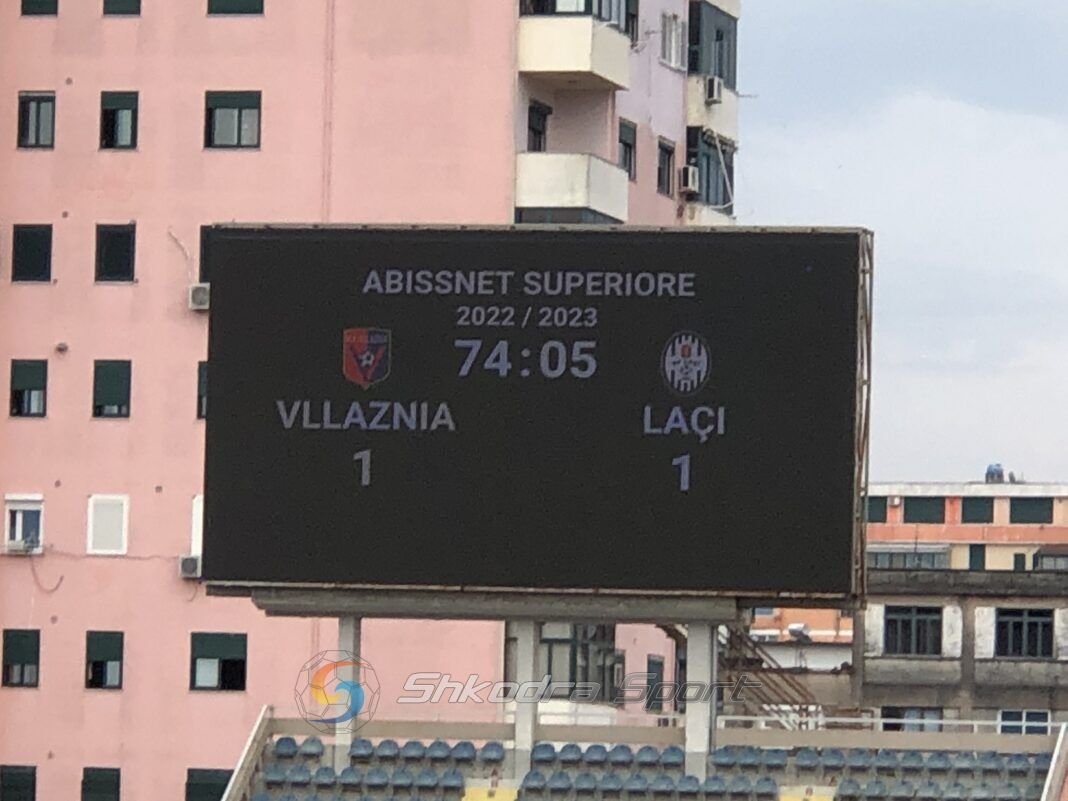 ABISSNET SUPERIORE
2022 / 2023
74:05
VLLAZNIA
LAÇI
1
1
Shkodra Sport